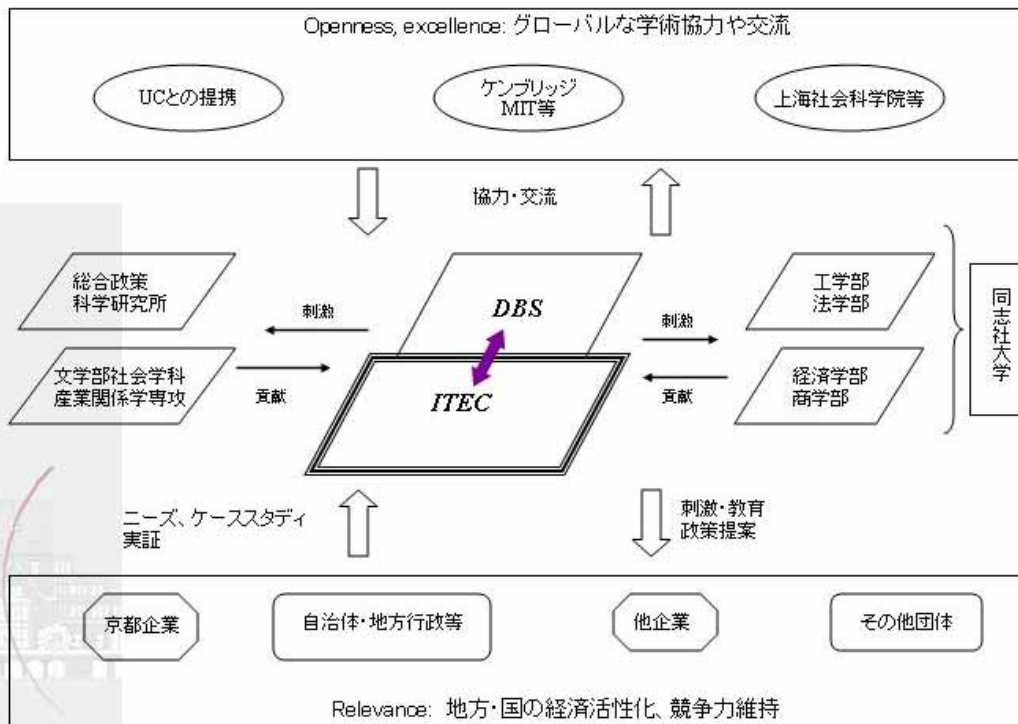 Openness, excellence: グローバルな学術協力や交流
UCとの提携
ケンブリッジ
MIT等
上海社会科学院等
協力・交流
総合政策
科学研究所
刺激
DBS
刺激
工学部
法学部
同志社大学
文学部社会学科
産業関係学専攻
貢献
ITEC
貢献
経済学部
商学部
ニーズ、ケーススタディ
実証
刺激・教育
政策提案
京都企業
自治体・地方行政等
他企業
その他団体
Relevance: 地方・国の経済活性化、競争力維持